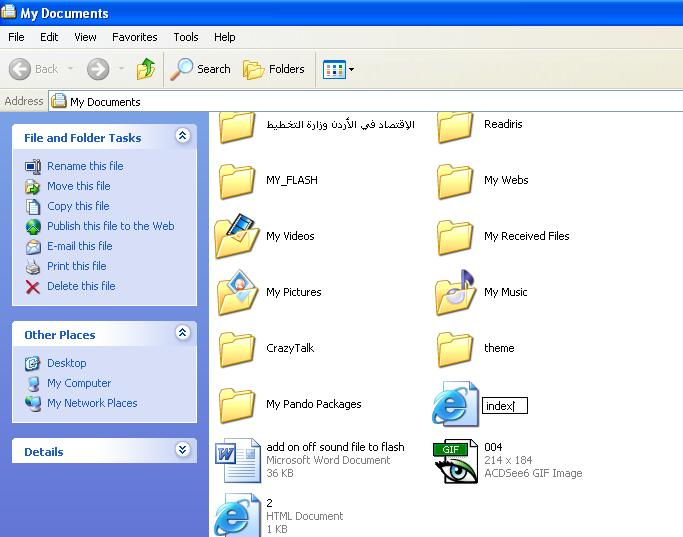 My Documents
File Edit View Favorites Tools Help
Back Search Folders
Address My Documents
File and Folder Tasks
Rename this file
Move this file
Copy this file
Publish this file to the Web
E-mail this file
Print this file
Delete this file
Other Places
Desktop
My Computer
My Network Places
Details
الإقتصاد في الأردن وزارة التخطيط
Readiris
MY_FLASH
My Webs
My Videos
My Received Files
My Pictures
My Music
CrazyTalk
theme
My Pando Packages
index
add on off sound file to flash
Microsoft Word Document
36 KB
GIF
004
214 x 184
ACDSee6 GIF Image
2
HTML Document
1 KB